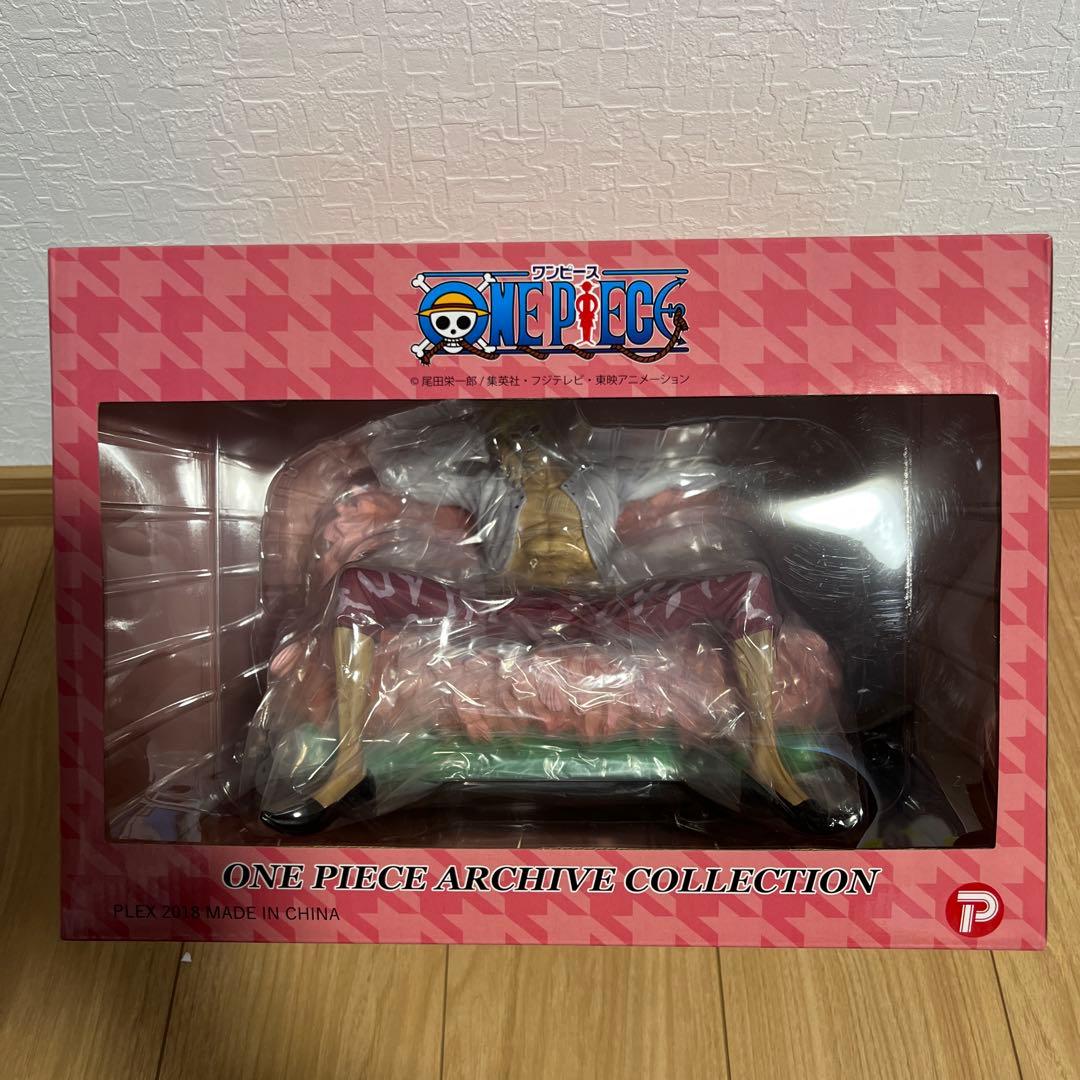 ワンピース
ONE PIECE
© 尾田栄一郎 / 集英社・フジテレビ・東映アニメーション
ONE PIECE ARCHIVE COLLECTION
PLEX 2018 MADE IN CHINA
P